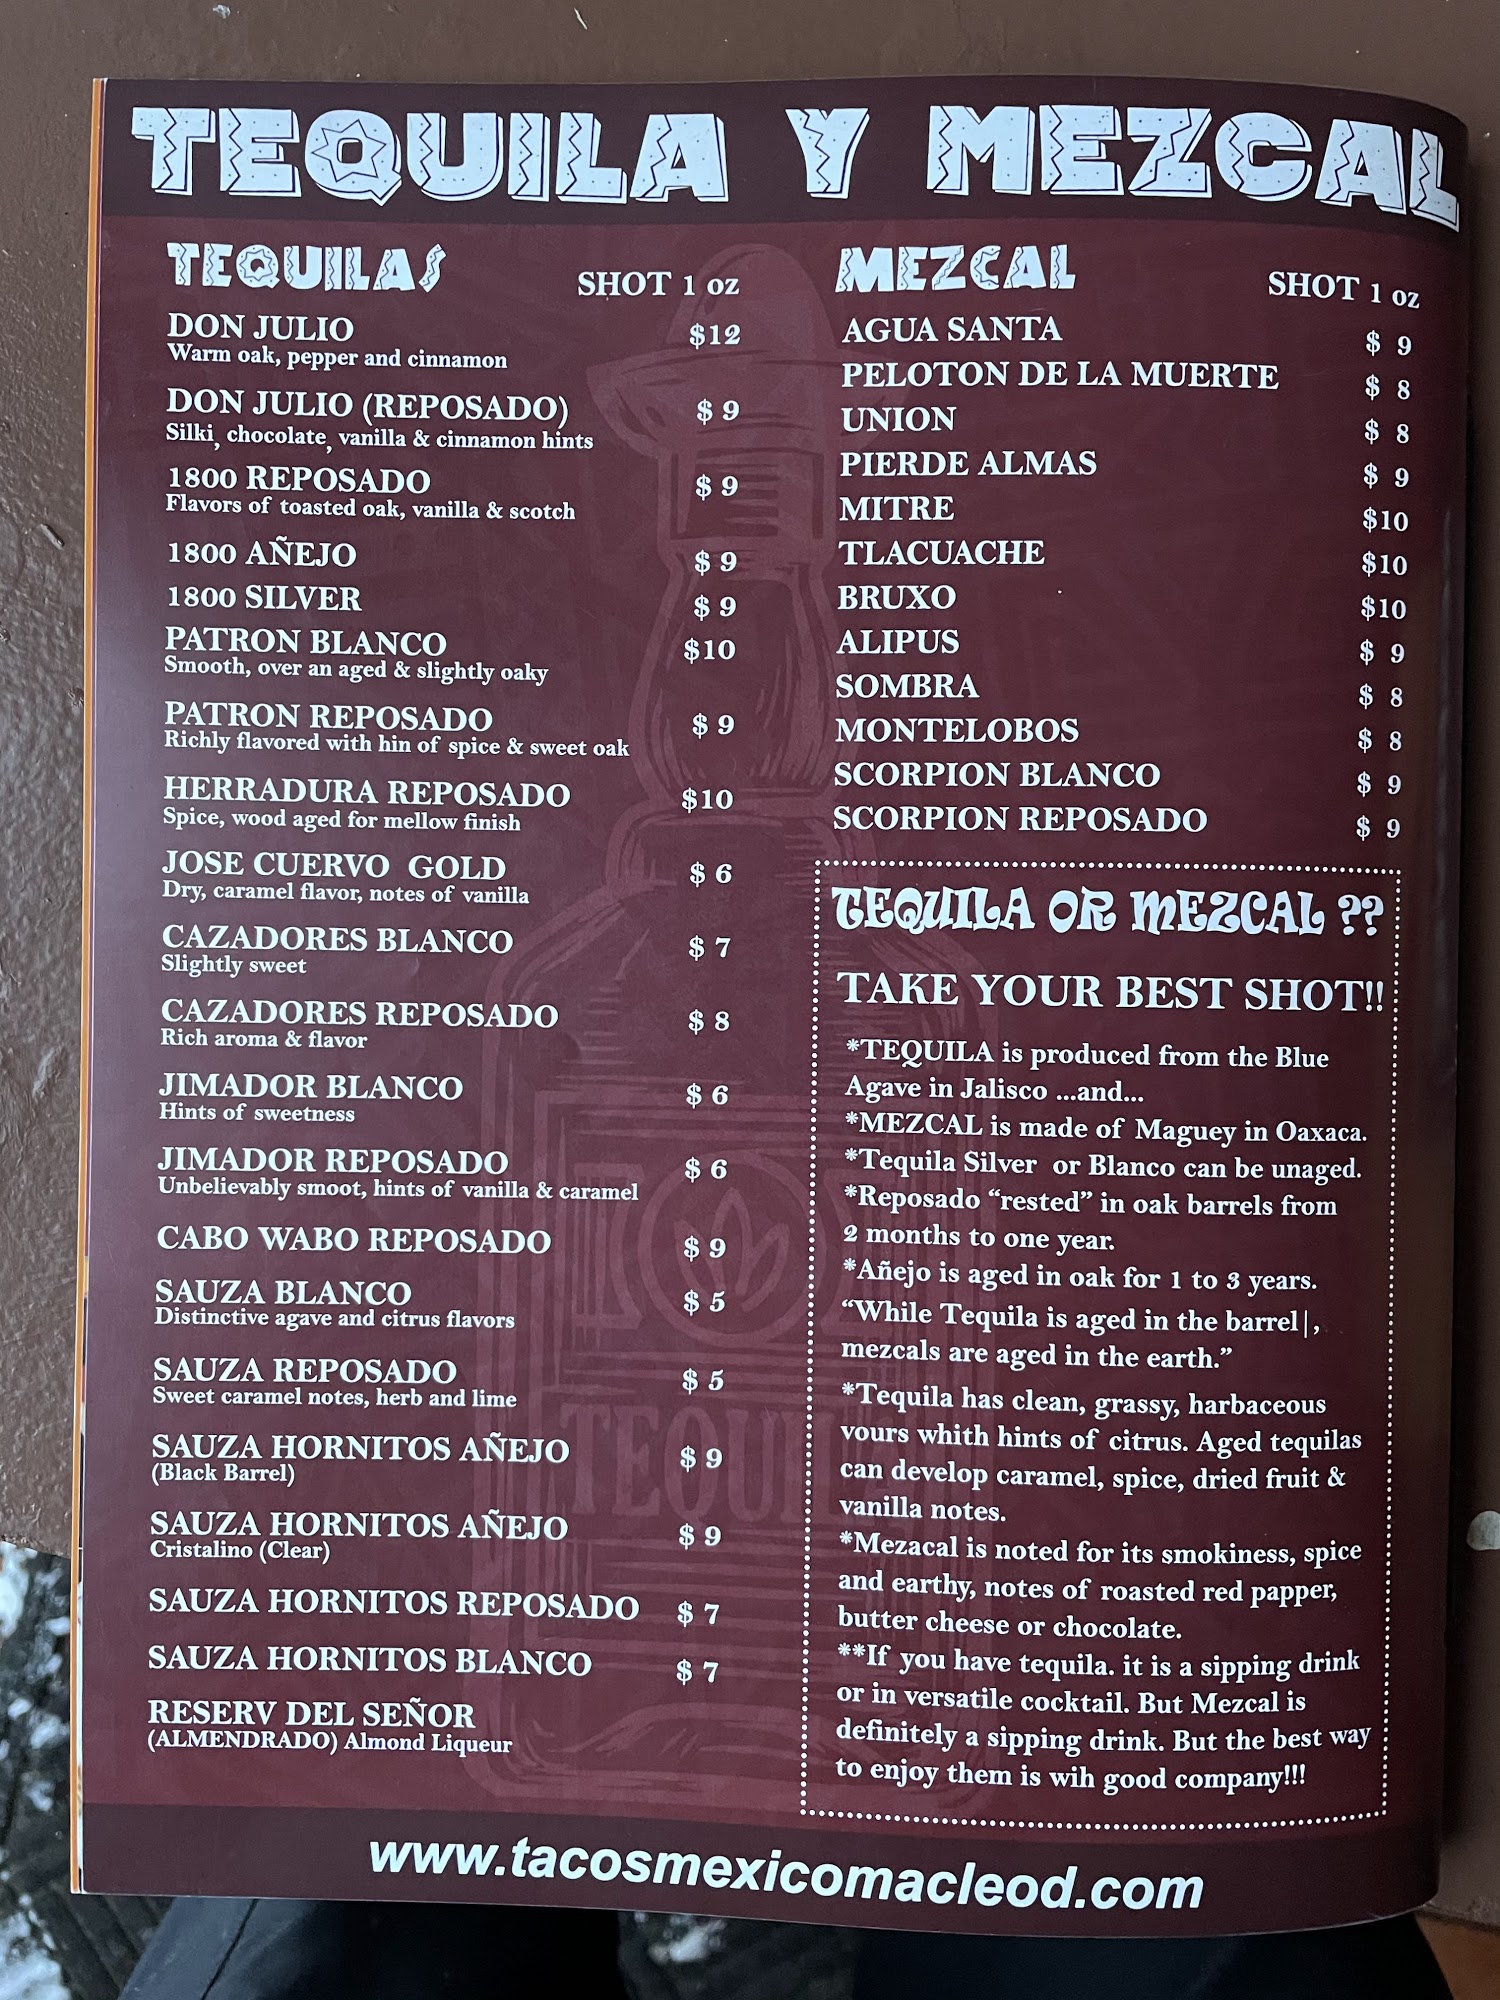 TEQUILA Y MEZCAL
TEQUILAS SHOT 1 oz
DON JULIO $12
Warm oak, pepper and cinnamon
DON JULIO (REPOSADO) $ 9
Silki, chocolate, vanilla & cinnamon hints
1800 REPOSADO $ 9
Flavors of toasted oak, vanilla & scotch
1800 AÑEJO $ 9
1800 SILVER $ 9
PATRON BLANCO $10
Smooth, over an aged & slightly oaky
PATRON REPOSADO $ 9
Richly flavored with hin of spice & sweet oak
HERRADURA REPOSADO $10
Spice, wood aged for mellow finish
JOSE CUERVO GOLD $ 6
Dry, caramel flavor, notes of vanilla
CAZADORES BLANCO $ 7
Slightly sweet
CAZADORES REPOSADO $ 8
Rich aroma & flavor
JIMADOR BLANCO $ 6
Hints of sweetness
JIMADOR REPOSADO $ 6
Unbelievably smoot, hints of vanilla & caramel
CABO WABO REPOSADO $ 9
SAUZA BLANCO $ 5
Distinctive agave and citrus flavors
SAUZA REPOSADO $ 5
Sweet caramel notes, herb and lime
SAUZA HORNITOS AÑEJO $ 9
(Black Barrel)
SAUZA HORNITOS AÑEJO $ 9
Cristalino (Clear)
SAUZA HORNITOS REPOSADO $ 7
SAUZA HORNITOS BLANCO $ 7
RESERV DEL SEÑOR
(ALMENDRADO) Almond Liqueur
TEQUILA
MEZCAL SHOT 1 oz
AGUA SANTA $ 9
PELOTON DE LA MUERTE $ 8
UNION $ 8
PIERDE ALMAS $ 9
MITRE $10
TLACUACHE $10
BRUXO $10
ALIPUS $ 9
SOMBRA $ 8
MONTELOBOS $ 8
SCORPION BLANCO $ 9
SCORPION REPOSADO $ 9
TEQUILA OR MEZCAL ??
TAKE YOUR BEST SHOT!!
*TEQUILA is produced from the Blue
Agave in Jalisco ...and...
*MEZCAL is made of Maguey in Oaxaca.
*Tequila Silver or Blanco can be unaged.
*Reposado “rested” in oak barrels from
2 months to one year.
*Añejo is aged in oak for 1 to 3 years.
“While Tequila is aged in the barrel|,
mezcals are aged in the earth.”
*Tequila has clean, grassy, harbaceous
vours whith hints of citrus. Aged tequilas
can develop caramel, spice, dried fruit &
vanilla notes.
*Mezacal is noted for its smokiness, spice
and earthy, notes of roasted red papper,
butter cheese or chocolate.
**If you have tequila. it is a sipping drink
or in versatile cocktail. But Mezcal is
definitely a sipping drink. But the best way
to enjoy them is wih good company!!!
www.tacosmexicomacleod.com